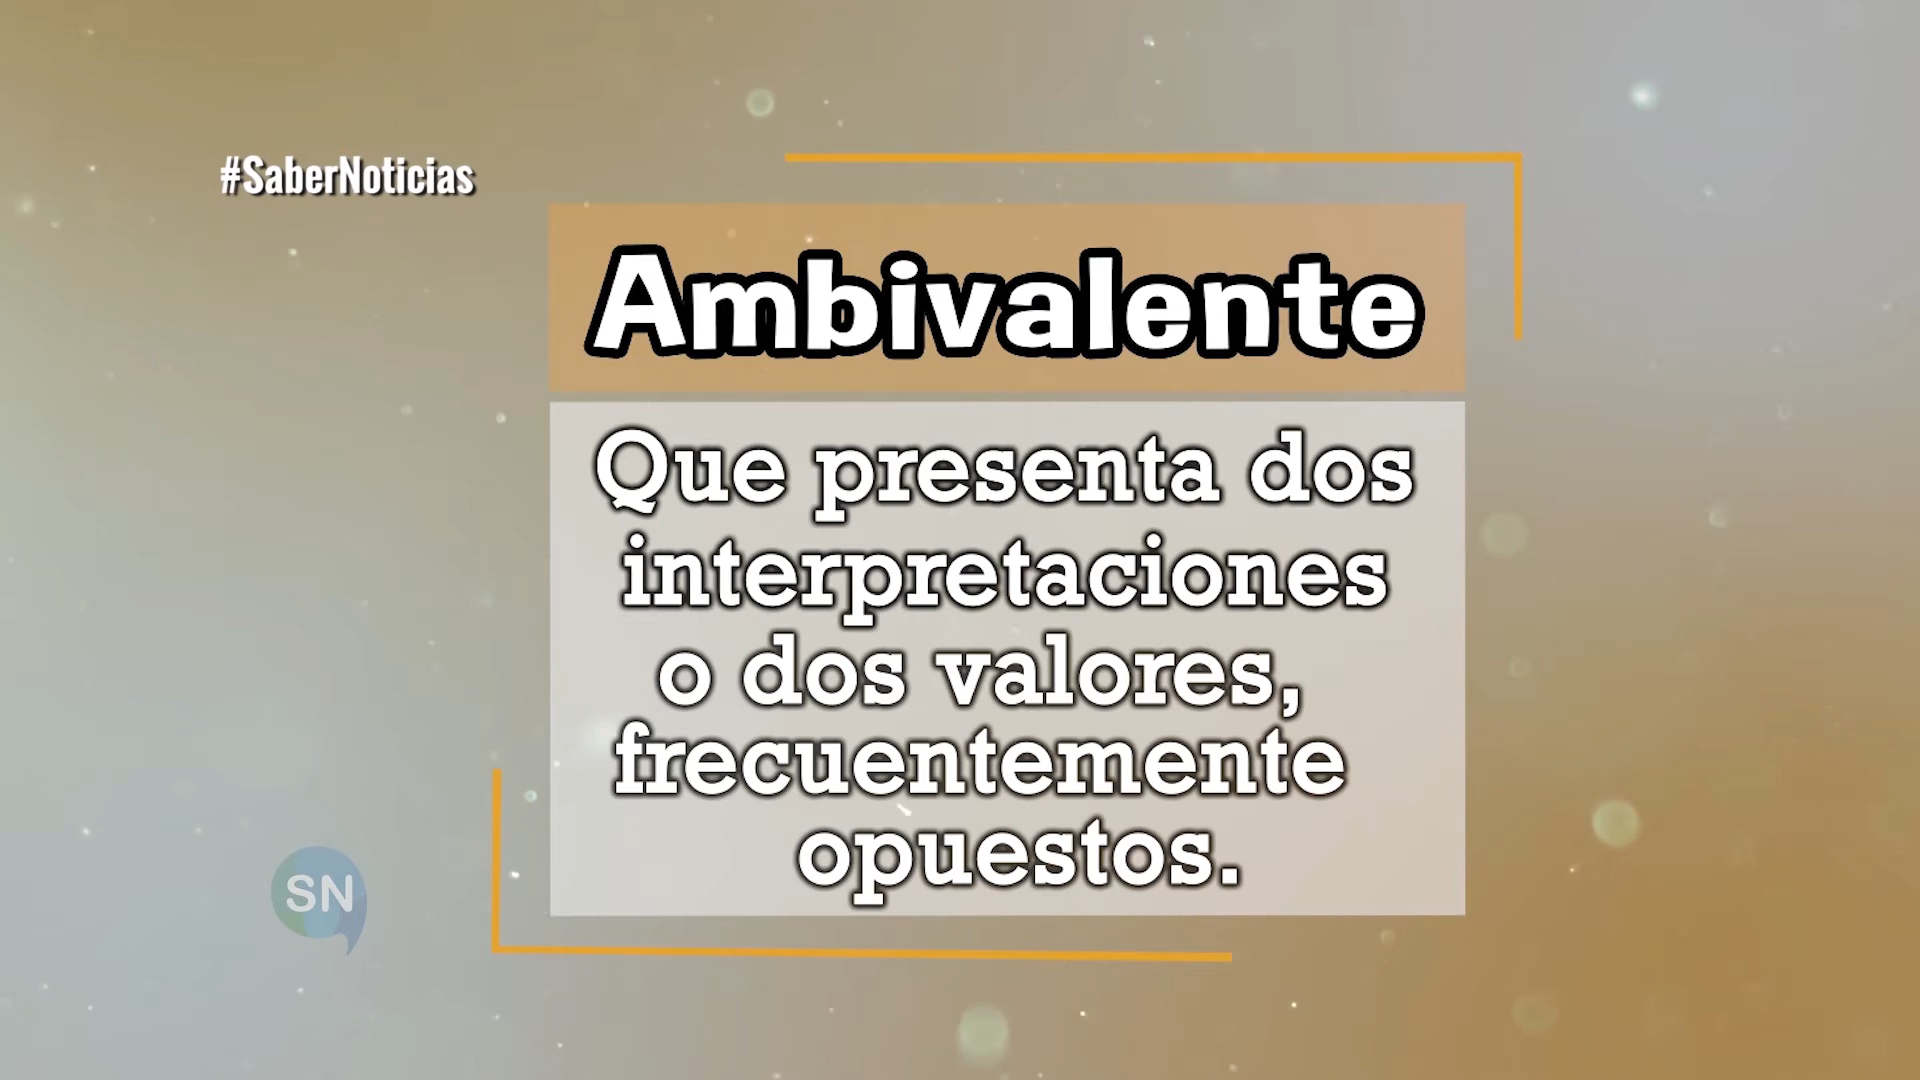 #SaberNoticias
Ambivalente
Que presenta dos
interpretaciones
o dos valores,
frecuentemente
opuestos.
SN